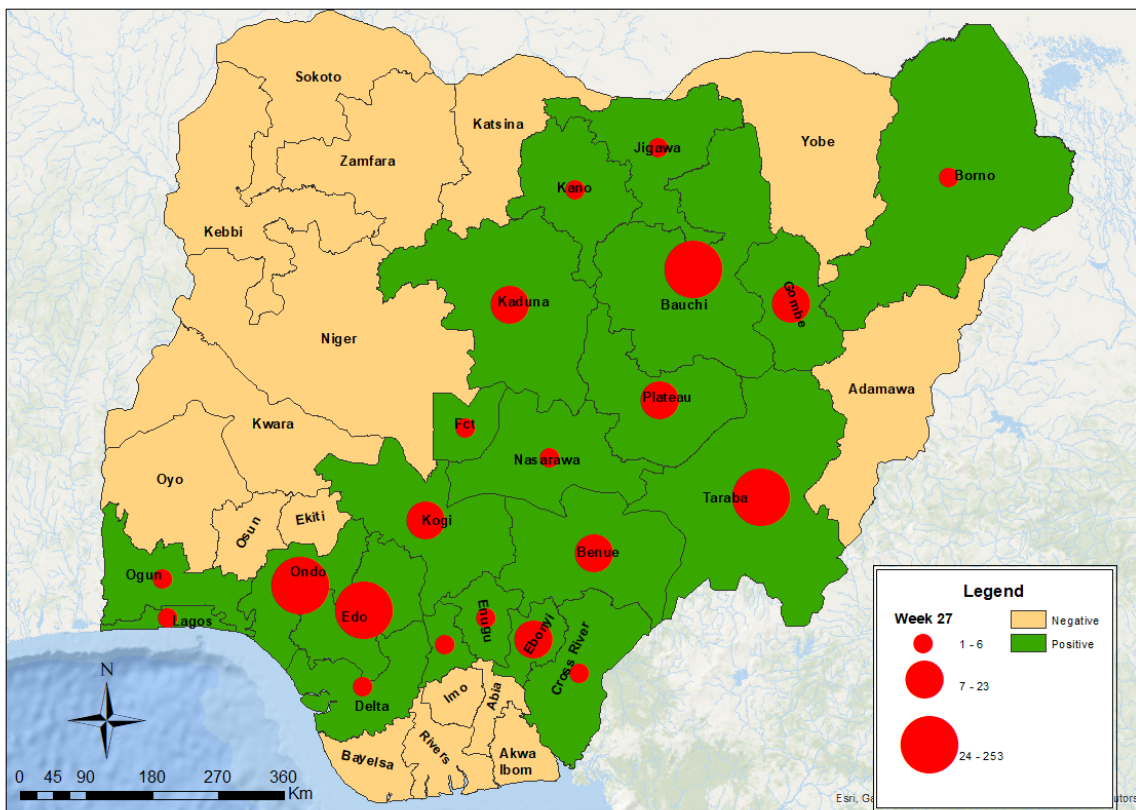 Sokoto
Katsina
Yobe
Jigawa
Zamfara
Borno
Kano
Kebbi
Kaduna
Gombe
Bauchi
Niger
Adamawa
Plateau
Kwara
Fct
Nasarawa
Oyo
Taraba
Ekiti
Kogi
Osun
Benue
Ogun
Ondo
Edo
Lagos
Enugu
Ebonyi
Cross River
Imo
Abia
Delta
Bayelsa
Rivers
Akwa
Ibom
N
0 45 90 180 270 360
Km
Legend
Week 27
1 - 6
7 - 23
24 - 253
Negative
Positive
Esri,